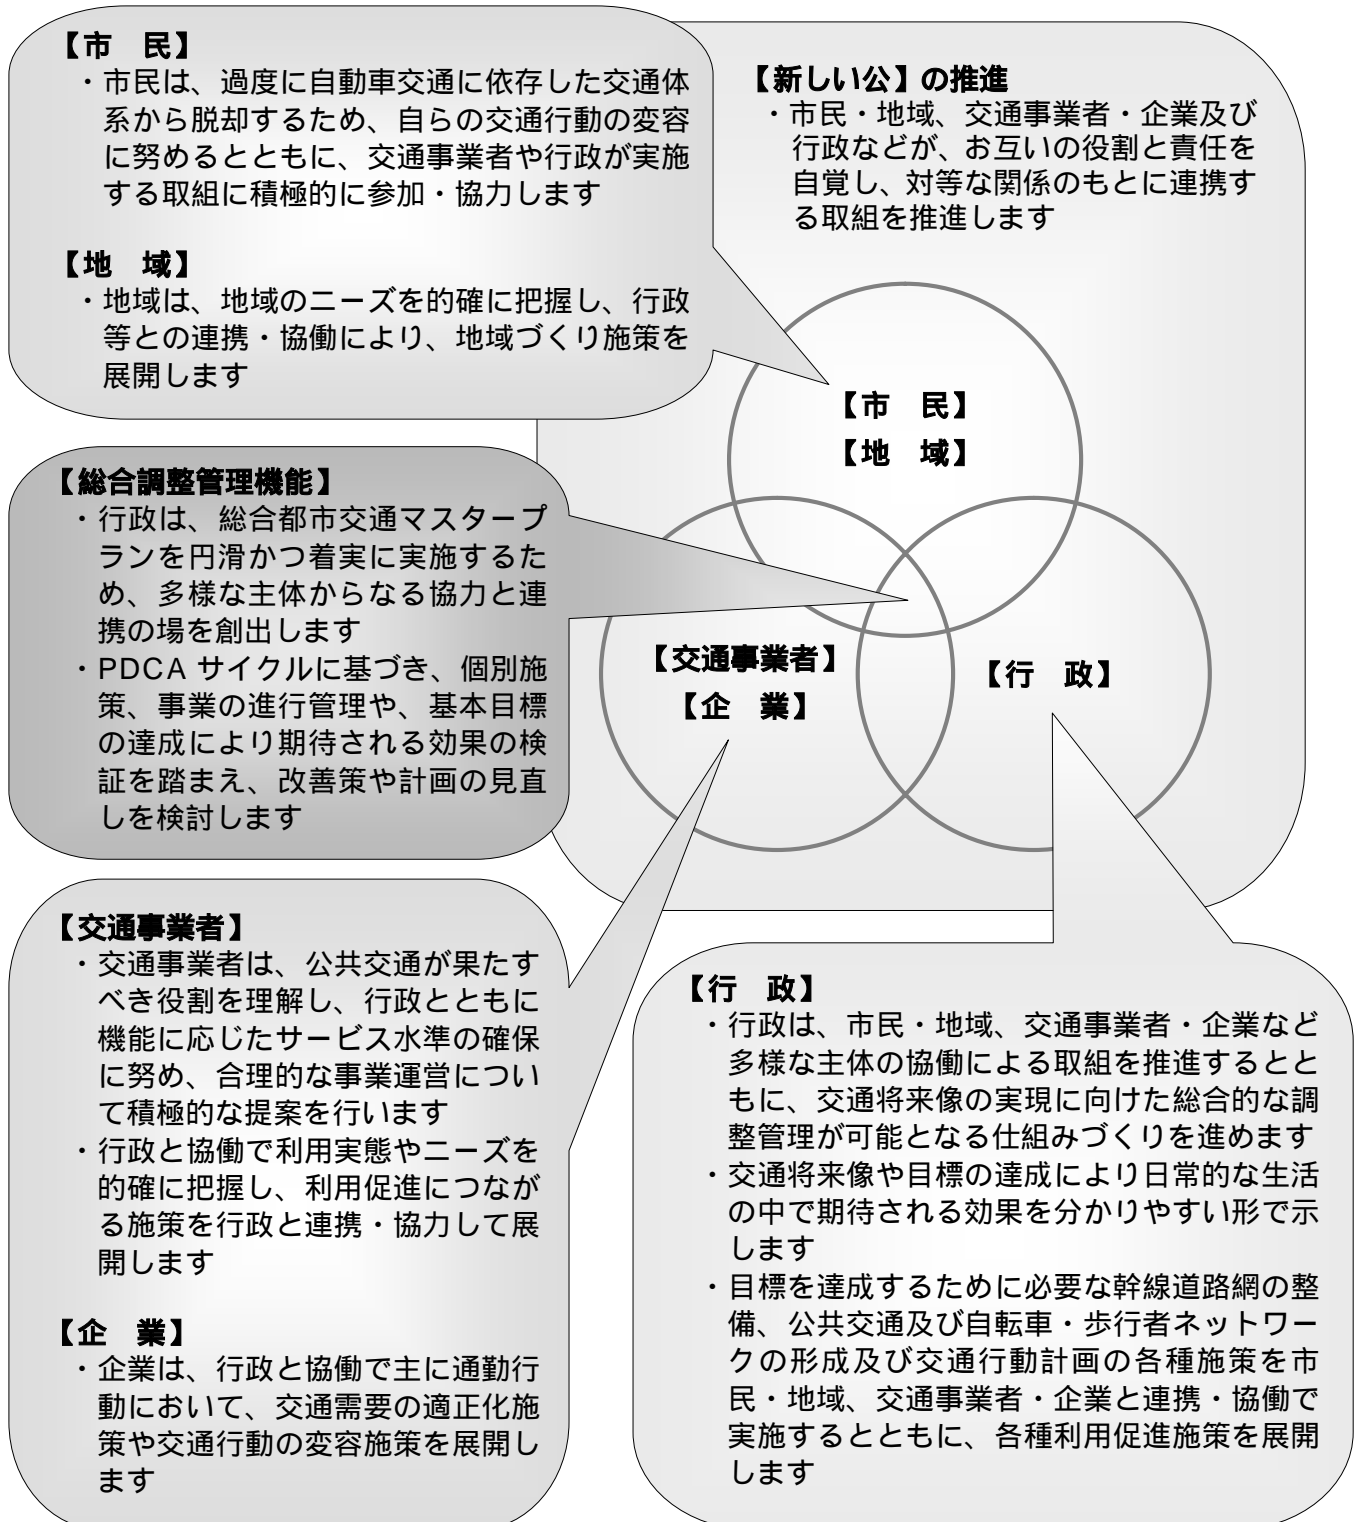 【市　民】
・市民は、過度に自動車交通に依存した交通体
系から脱却するため、自らの交通行動の変容
に努めるとともに、交通事業者や行政が実施
する取組に積極的に参加・協力します
【地　域】
・地域は、地域のニーズを的確に把握し、行政
等との連携・協働により、地域づくり施策を
展開します
【新しい公】の推進
・市民・地域、交通事業者・企業及び
行政などが、お互いの役割と責任を
自覚し、対等な関係のもとに連携す
る取組を推進します
【市　民】
【地　域】
【交通事業者】
【企　業】
【行　政】
【総合調整管理機能】
・行政は、総合都市交通マスタープ
ランを円滑かつ着実に実施するた
め、多様な主体からなる協力と連
携の場を創出します
・PDCA サイクルに基づき、個別施
策、事業の進行管理や、基本目標
の達成により期待される効果の検
証を踏まえ、改善策や計画の見直
しを検討します
【交通事業者】
・交通事業者は、公共交通が果たす
べき役割を理解し、行政とともに
機能に応じたサービス水準の確保
に努め、合理的な事業運営につい
て積極的な提案を行います
・行政と協働で利用実態やニーズを
的確に把握し、利用促進につなが
る施策を行政と連携・協力して展
開します
【企　業】
・企業は、行政と協働で主に通勤行
動において、交通需要の適正化施
策や交通行動の変容施策を展開し
ます
【行　政】
・行政は、市民・地域、交通事業者・企業など
多様な主体の協働による取組を推進するとと
もに、交通将来像の実現に向けた総合的な調
整管理が可能となる仕組みづくりを進めます
・交通将来像や目標の達成により日常的な生活
の中で期待される効果を分かりやすい形で示
します
・目標を達成するために必要な幹線道路網の整
備、公共交通及び自転車・歩行者ネットワー
クの形成及び交通行動計画の各種施策を市
民・地域、交通事業者・企業と連携・協働で
実施するとともに、各種利用促進施策を展開
します